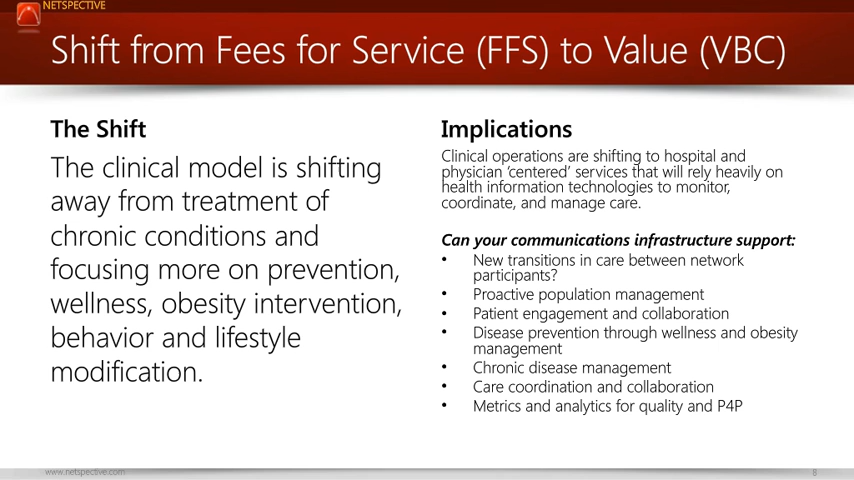 NETSPECTIVE
Shift from Fees for Service (FFS) to Value (VBC)
The Shift
The clinical model is shifting
away from treatment of
chronic conditions and
focusing more on prevention,
wellness, obesity intervention,
behavior and lifestyle
modification.
Implications
Clinical operations are shifting to hospital and
physician ‘centered’ services that will rely heavily on
health information technologies to monitor,
coordinate, and manage care.
Can your communications infrastructure support:
• New transitions in care between network
participants?
• Proactive population management
• Patient engagement and collaboration
• Disease prevention through wellness and obesity
management
• Chronic disease management
• Care coordination and collaboration
• Metrics and analytics for quality and P4P
www.netspective.com
8